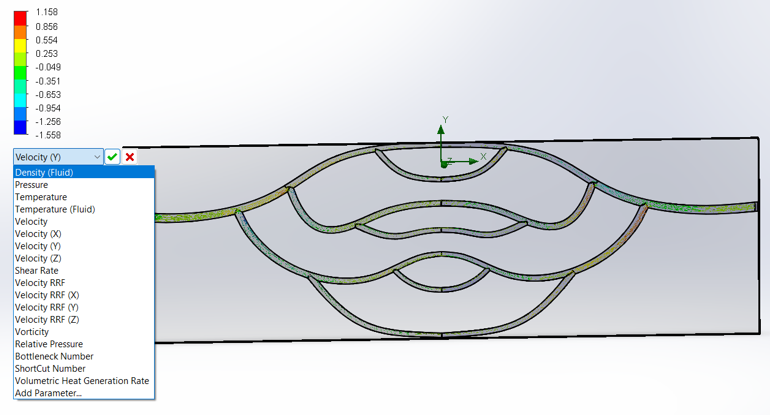 1.158
0.856
0.554
0.253
-0.049
-0.351
-0.653
-0.954
-1.256
-1.558
Velocity (Y)
Density (Fluid)
Pressure
Temperature
Temperature (Fluid)
Velocity
Velocity (X)
Velocity (Y)
Velocity (Z)
Shear Rate
Velocity RRF
Velocity RRF (X)
Velocity RRF (Y)
Velocity RRF (Z)
Vorticity
Relative Pressure
Bottleneck Number
ShortCut Number
Volumetric Heat Generation Rate
Add Parameter...
Y
Z X